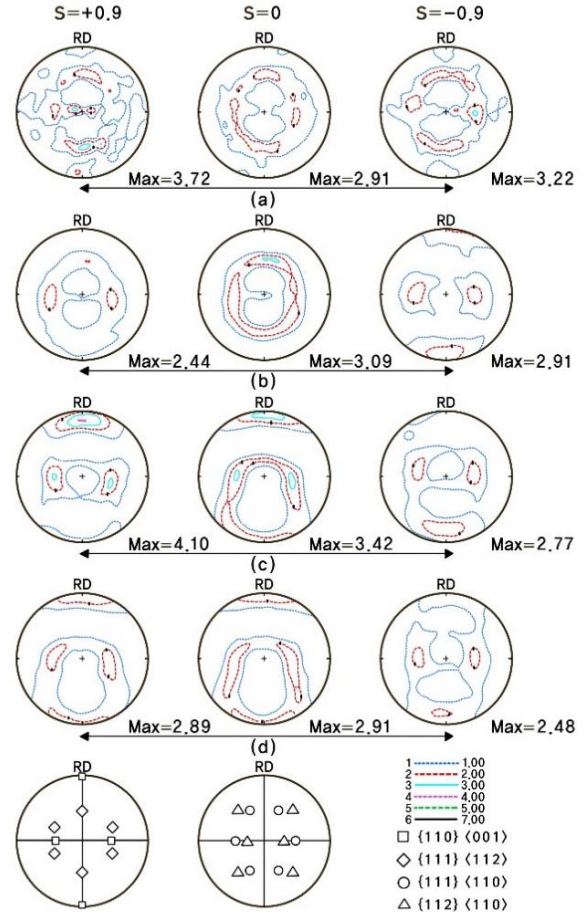 S=+0.9 S=0 S=-0.9
RD RD RD
Max=3.72 Max=2.91 Max=3.22
(a)
RD RD RD
Max=2.44 Max=3.09 Max=2.91
(b)
RD RD RD
Max=4.10 Max=3.42 Max=2.77
(c)
RD RD RD
Max=2.89 Max=2.91 Max=2.48
(d)
RD RD
1 1,00
2 2,00
3 3,00
4 4,00
5 5,00
6 7,00
{110}⟨001⟩
{111}⟨112⟩
{111}⟨110⟩
{112}⟨110⟩